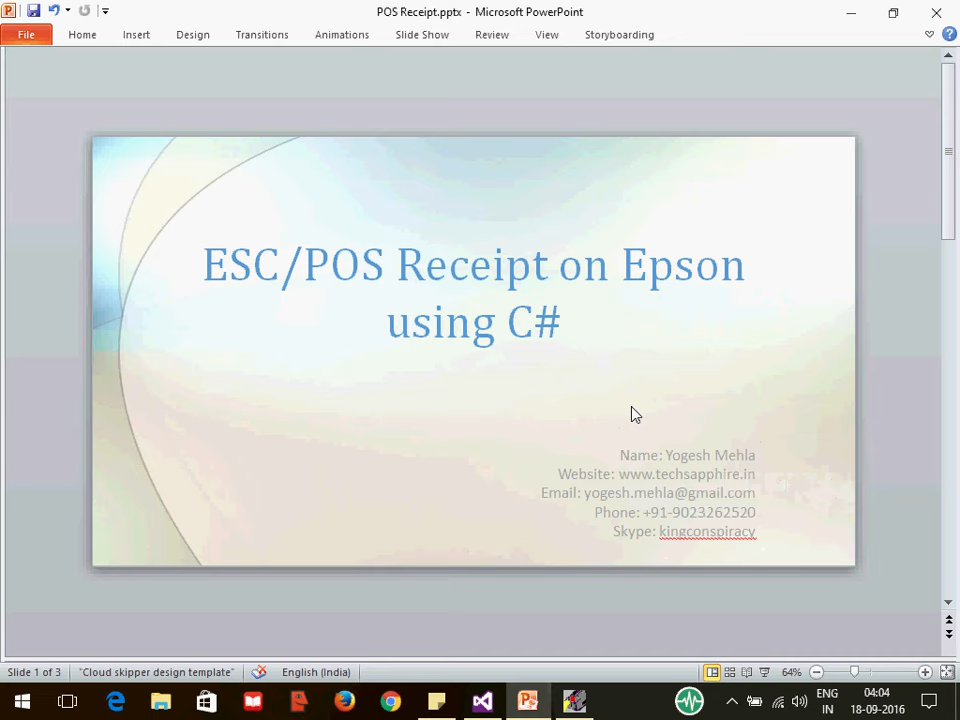 POS Receipt.pptx - Microsoft PowerPoint
File Home Insert Design Transitions Animations Slide Show Review View Storyboarding
ESC/POS Receipt on Epson
using C#
Name: Yogesh Mehla
Website: www.techsapphire.in
Email: yogesh.mehla@gmail.com
Phone: +91-9023262520
Skype: kingconspiracy
Slide 1 of 3 "Cloud skipper design template" English (India) 64%
ENG 04:04
IN 18-09-2016